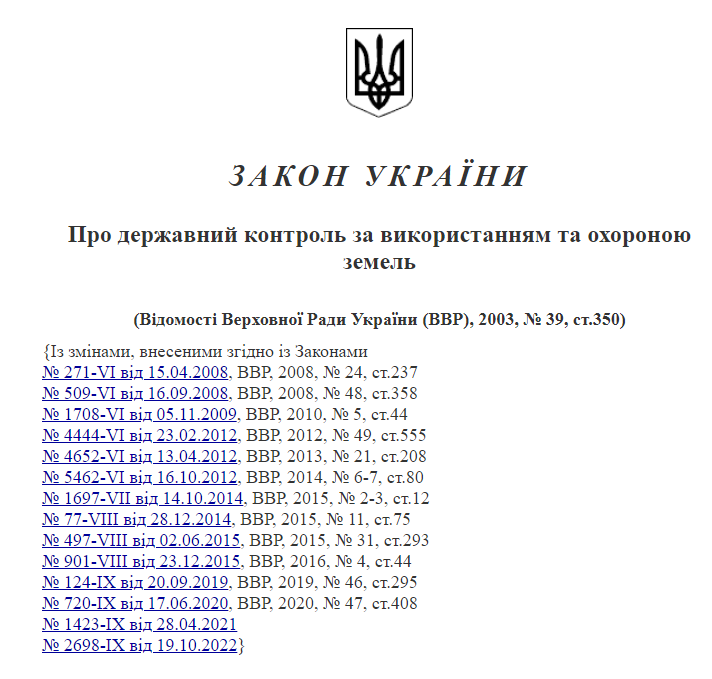 ЗАКОН УКРАЇНИ
Про державний контроль за використанням та охороною
земель
(Відомості Верховної Ради України (ВВР), 2003, № 39, ст.350)
{Із змінами, внесеними згідно із Законами
№ 271-VI від 15.04.2008, ВВР, 2008, № 24, ст.237
№ 509-VI від 16.09.2008, ВВР, 2008, № 48, ст.358
№ 1708-VI від 05.11.2009, ВВР, 2010, № 5, ст.44
№ 4444-VI від 23.02.2012, ВВР, 2012, № 49, ст.555
№ 4652-VI від 13.04.2012, ВВР, 2013, № 21, ст.208
№ 5462-VI від 16.10.2012, ВВР, 2014, № 6-7, ст.80
№ 1697-VII від 14.10.2014, ВВР, 2015, № 2-3, ст.12
№ 77-VIII від 28.12.2014, ВВР, 2015, № 11, ст.75
№ 497-VIII від 02.06.2015, ВВР, 2015, № 31, ст.293
№ 901-VIII від 23.12.2015, ВВР, 2016, № 4, ст.44
№ 124-IX від 20.09.2019, ВВР, 2019, № 46, ст.295
№ 720-IX від 17.06.2020, ВВР, 2020, № 47, ст.408
№ 1423-IX від 28.04.2021
№ 2698-IX від 19.10.2022}